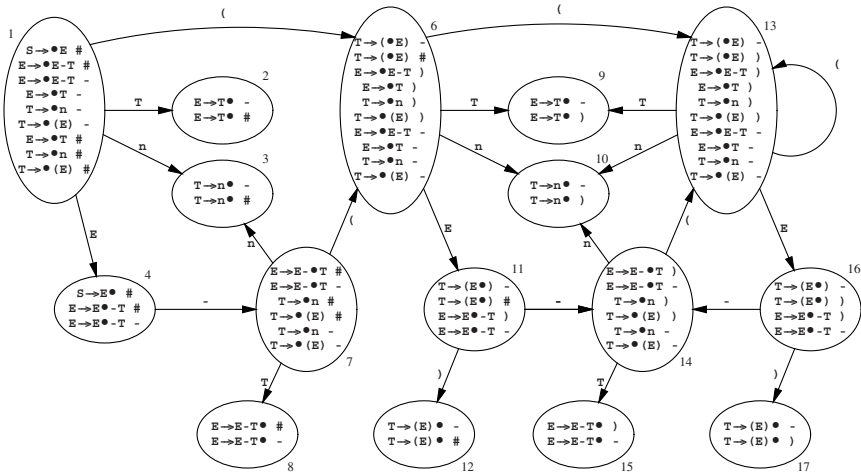 1
S→●E #
E→●E-T #
E→●E-T -
E→●T -
T→●n -
T→●(E) -
E→●T #
T→●n #
T→●(E) #
(
T
n
E
2
E→T● -
E→T● #
3
T→n● -
T→n● #
4
S→E● #
E→E●-T #
E→E●-T -
-
6
T→(●E) -
T→(●E) #
E→●E-T )
E→●T )
T→●n )
T→●(E) )
E→●E-T -
E→●T -
T→●n -
T→●(E) -
(
T
n
E
7
E→E-●T #
E→E-●T -
T→●n #
T→●(E) #
T→●n -
T→●(E) -
n
(
T
8
E→E-T● #
E→E-T● -
9
E→T● -
E→T● )
10
T→n● -
T→n● )
11
T→(E●) -
T→(E●) #
E→E●-T )
E→E●-T -
-
)
12
T→(E)● -
T→(E)● #
13
T→(●E) -
T→(●E) )
E→●E-T )
E→●T )
T→●n )
T→●(E) )
E→●E-T -
E→●T -
T→●n -
T→●(E) -
(
T
n
E
14
E→E-●T )
E→E-●T -
T→●n )
T→●(E) )
T→●n -
T→●(E) -
n
(
T
15
E→E-T● )
E→E-T● -
16
T→(E●) -
T→(E●) )
E→E●-T )
E→E●-T -
-
)
17
T→(E)● -
T→(E)● )